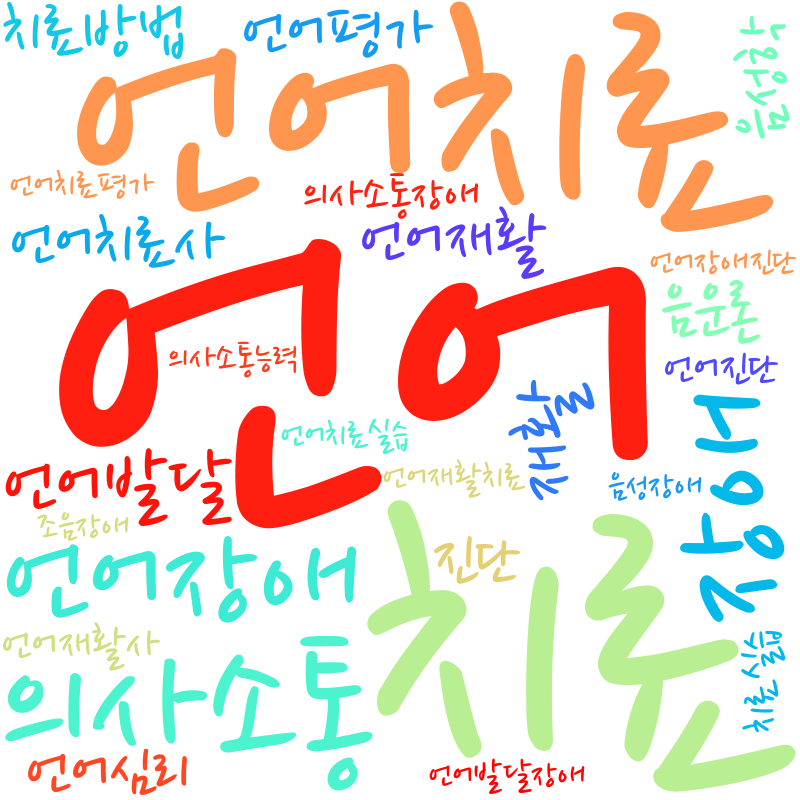 치료방법
언어평가
언어치료
음성학
언어치료평가
의사소통장애
언어치료사
언어재활
언어
언어장애진단
음운론
의사소통능력
언어진단
재활
장애
언어치료실습
언어발달
언어재활치료
음성장애
조음장애
언어장애
치료
진단
언어재활사
의사소통
치료실습
언어심리
언어발달장애